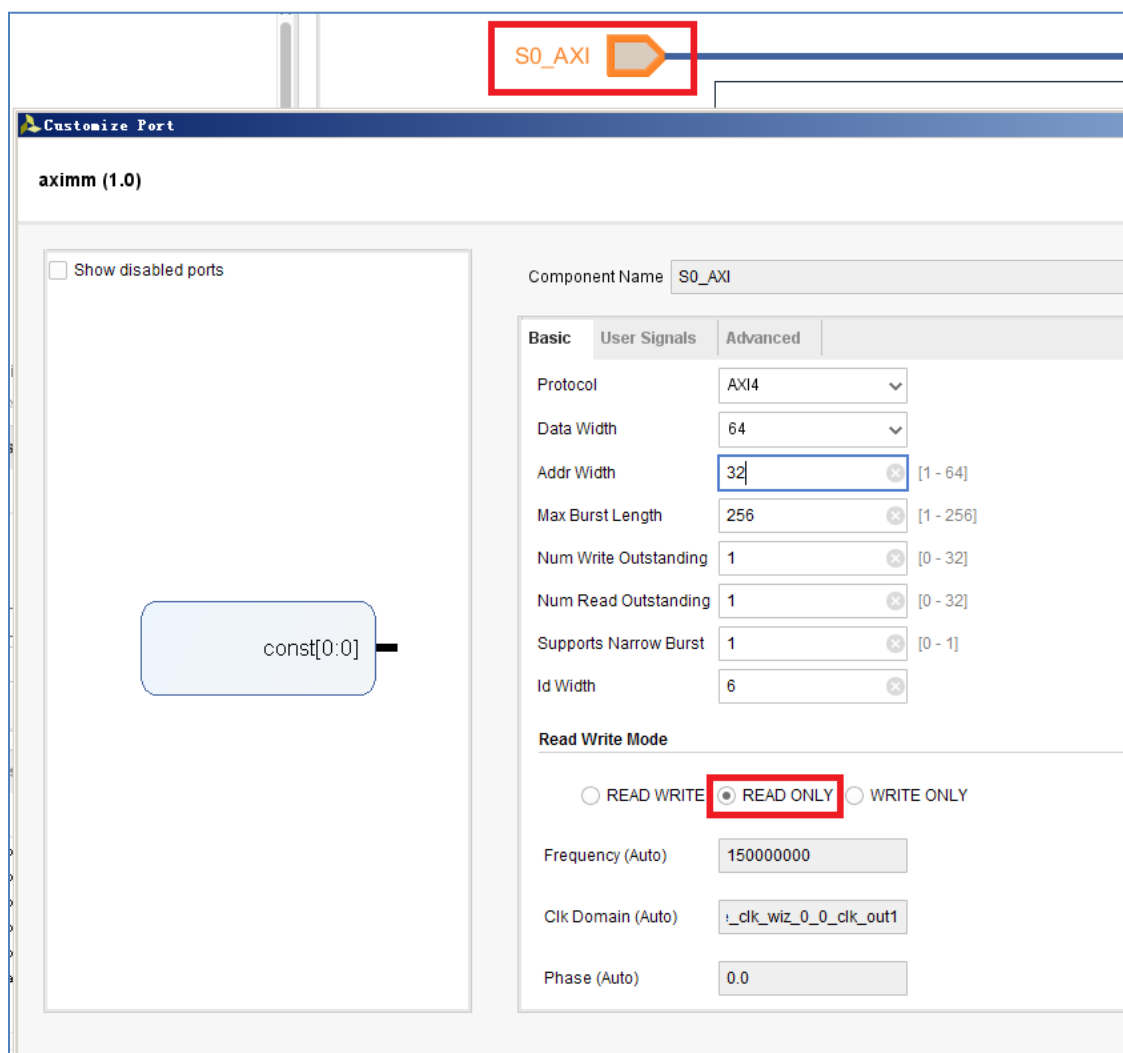 S0_AXI
Customize Port
aximm (1.0)
Show disabled ports
Component Name S0_AXI
Basic User Signals Advanced
Protocol AXI4
Data Width 64
Addr Width 32 [1 - 64]
Max Burst Length 256 [1 - 256]
Num Write Outstanding 1 [0 - 32]
Num Read Outstanding 1 [0 - 32]
const[0:0]
Supports Narrow Burst 1 [0 - 1]
Id Width 6
Read Write Mode
READ WRITE READ ONLY WRITE ONLY
Frequency (Auto) 150000000
Clk Domain (Auto) _clk_wiz_0_0_clk_out1
Phase (Auto) 0.0